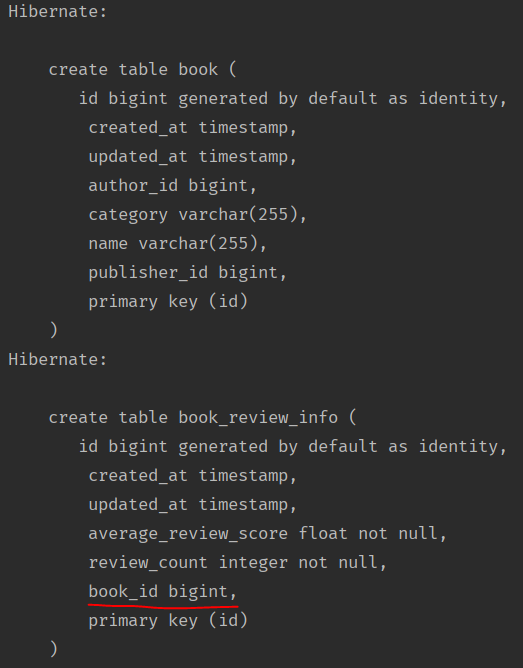 Hibernate:
create table book (
id bigint generated by default as identity,
created_at timestamp,
updated_at timestamp,
author_id bigint,
category varchar(255),
name varchar(255),
publisher_id bigint,
primary key (id)
)
Hibernate:
create table book_review_info (
id bigint generated by default as identity,
created_at timestamp,
updated_at timestamp,
average_review_score float not null,
review_count integer not null,
book_id bigint,
primary key (id)
)